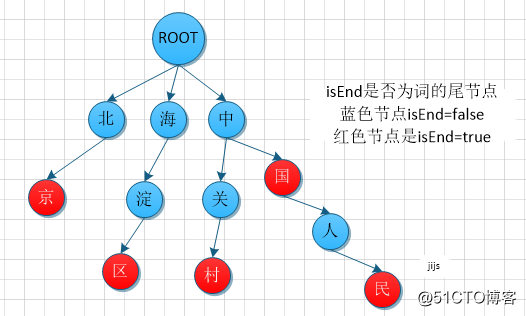 ROOT
isEnd是否为词的尾节点
蓝色节点isEnd=false
红色节点是isEnd=true
北
海
中
京
淀
关
国
区
村
人
民
jijs
@51CTO博客